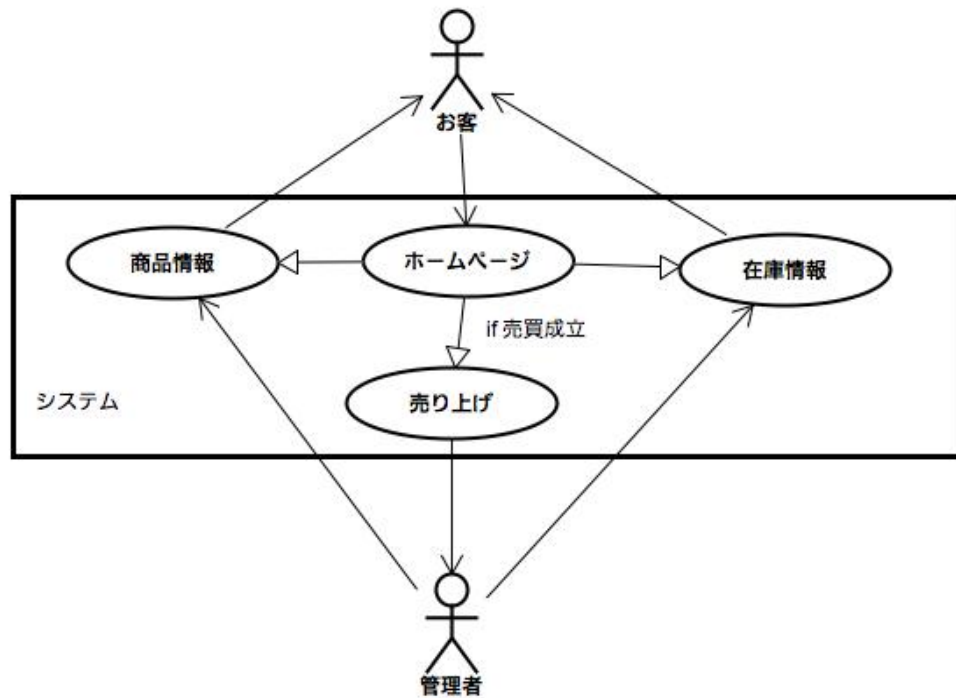 お客
商品情報
ホームページ
在庫情報
if 売買成立
売り上げ
システム
管理者